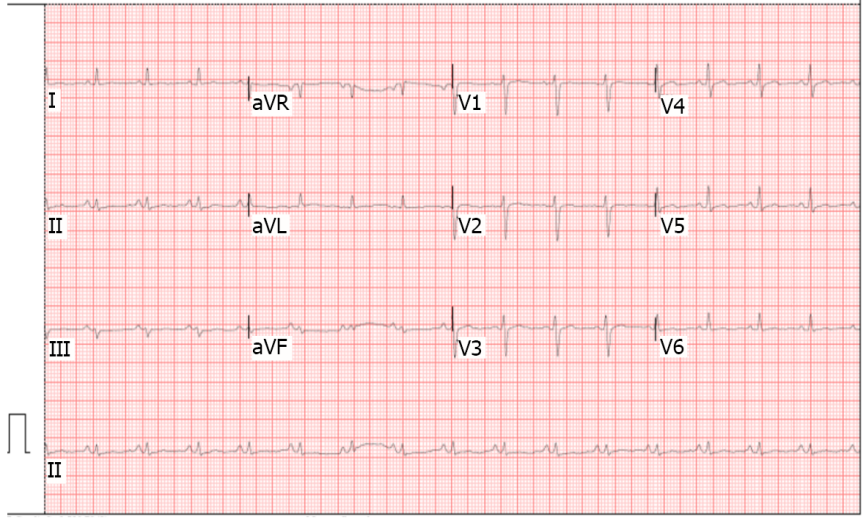 I aVR V1 V4
II aVL V2 V5
III aVF V3 V6
II